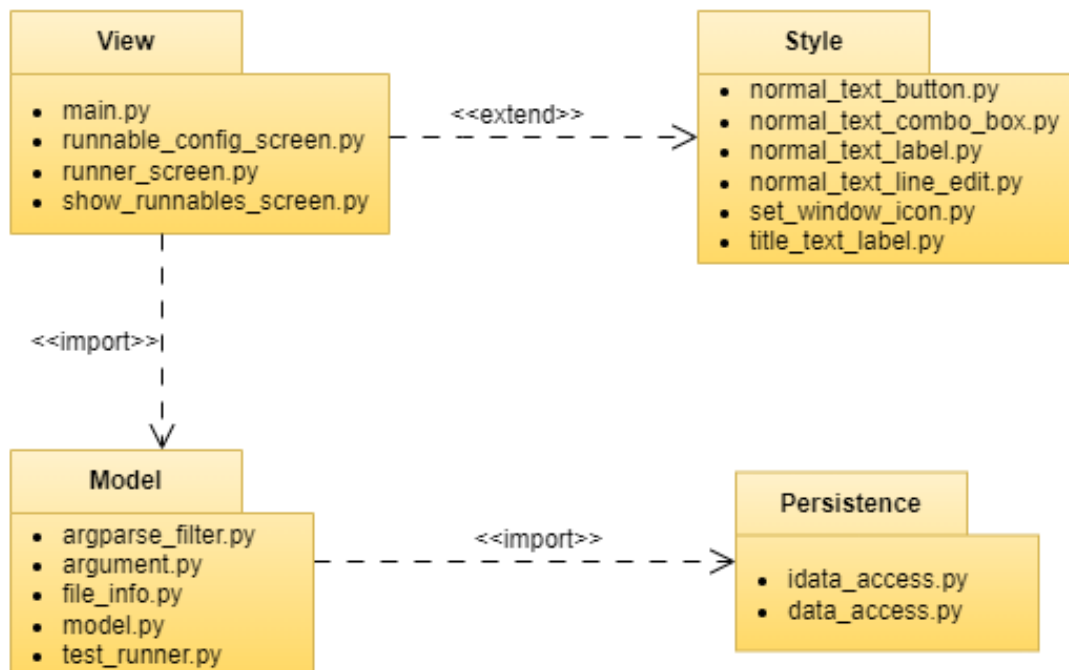 View
main.py
runnable_config_screen.py
runner_screen.py
show_runnables_screen.py
<<extend>>
Style
normal_text_button.py
normal_text_combo_box.py
normal_text_label.py
normal_text_line_edit.py
set_window_icon.py
title_text_label.py
<<import>>
Model
argparse_filter.py
argument.py
file_info.py
model.py
test_runner.py
<<import>>
Persistence
idata_access.py
data_access.py